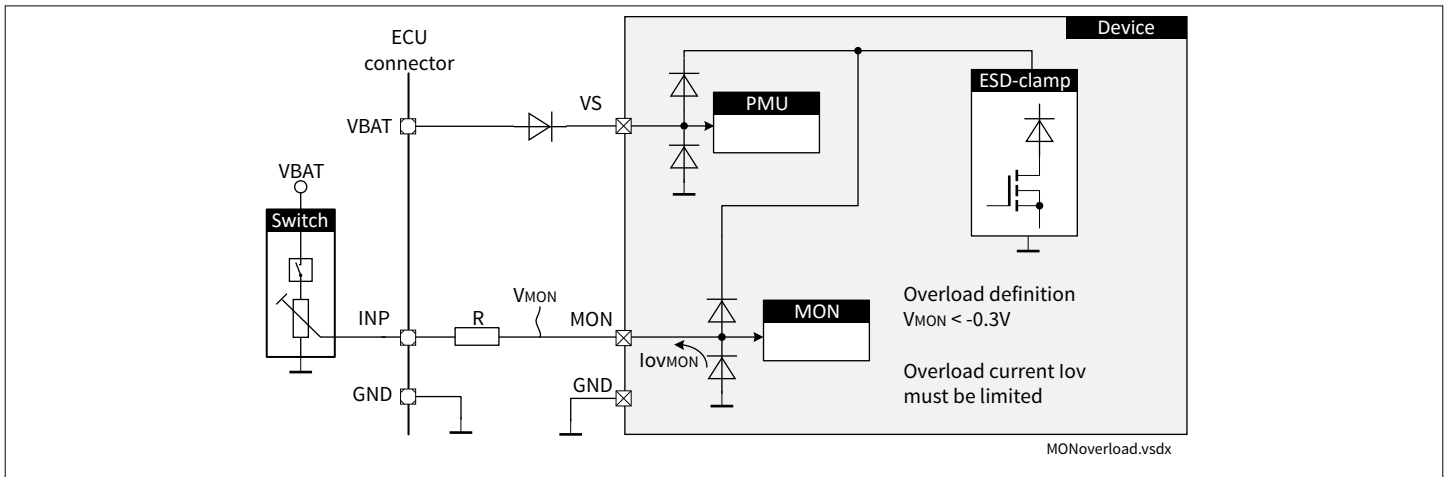 Device
ECU
connector
ESD-clamp
PMU
VS
VBAT
VBAT
Switch
VMON
INP
R
MON
MON
IovMON
Overload definition
VMON < -0.3V
Overload current Iov
must be limited
GND
GND
MONoverload.vsdx